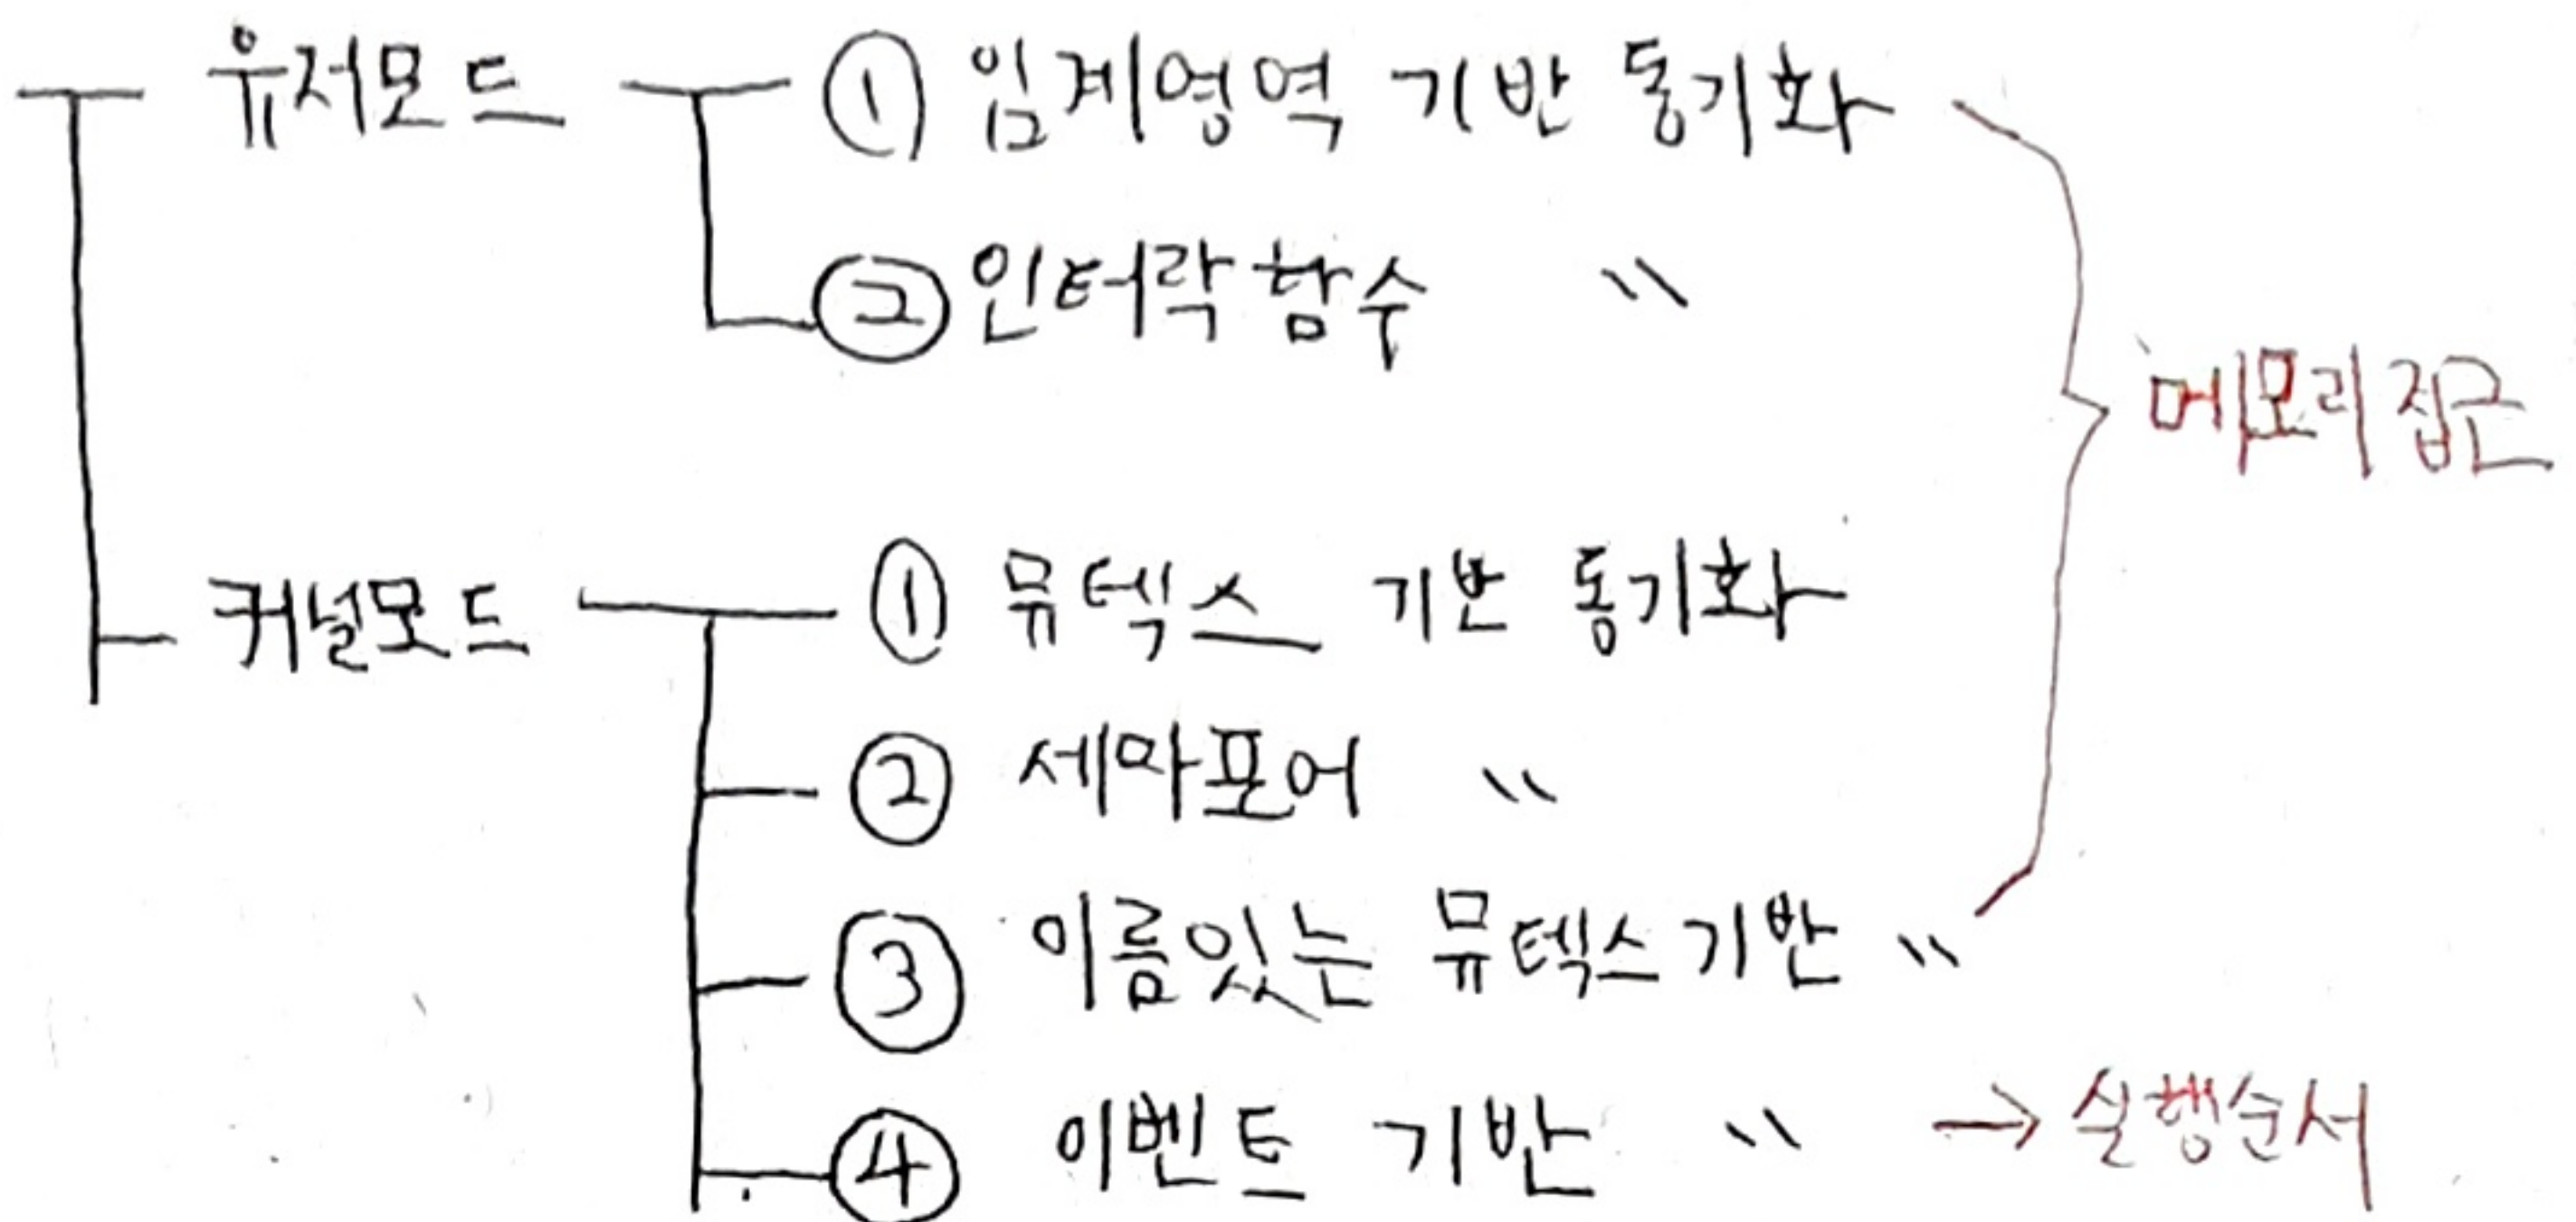 유저모드 ① 임계영역 기반 동기화
② 인터락함수 〃
메모리접근
커널모드 ① 뮤텍스 기반 동기화
② 세마포어 〃
③ 이름있는 뮤텍스기반 〃
④ 이벤트 기반 〃 → 실행순서